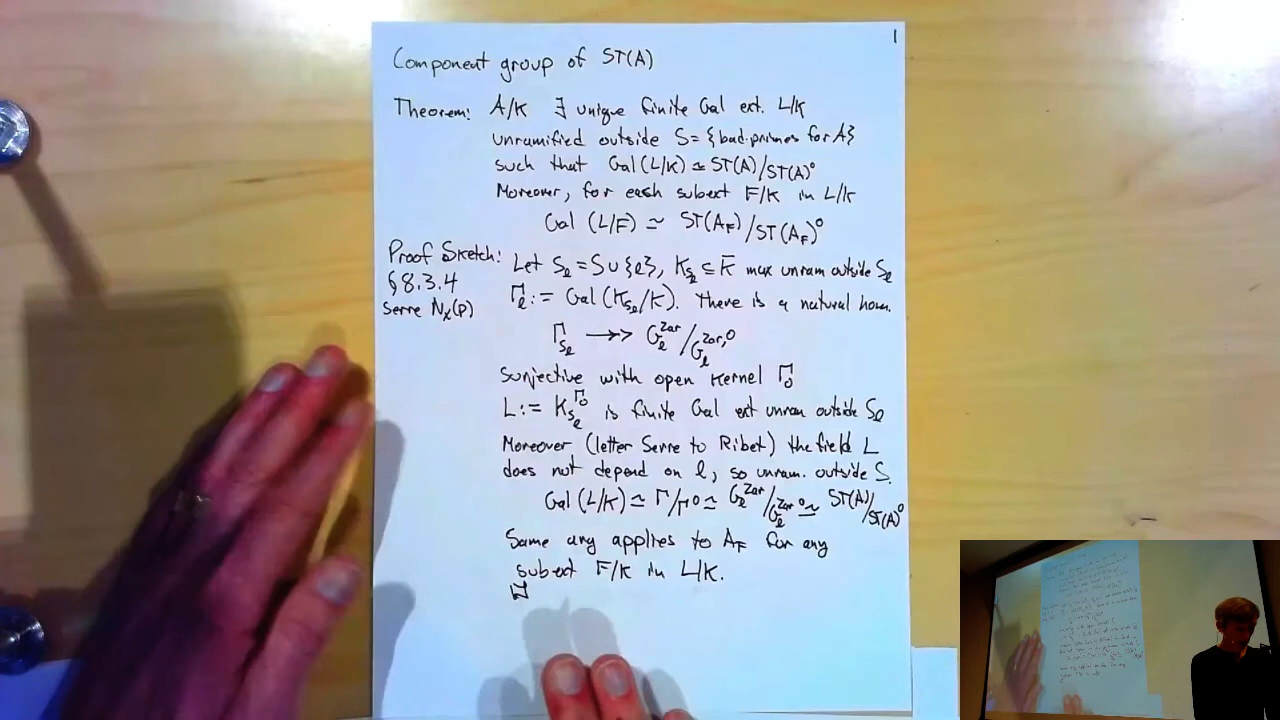 1
Component group of ST(A)
Theorem: A/K ∃ unique finite Gal ext. L/K
unramified outside S = {bad primes for A}
such that Gal(L/K) ≃ ST(A)/ST(A)⁰
Moreover, for each subext F/K in L/K
Gal (L/F) ≃ ST(A_F)/ST(A_F)⁰
Proof Sketch: Let S_ℓ = S∪{ℓ}, K_{S_ℓ} ⊆ K̄ max unram outside S_ℓ
§8.3.4 Γ_ℓ := Gal(K_{S_ℓ}/K). There is a natural hom.
Serre N_X(p)
Γ_{S_ℓ} →→ G_ℓ^{Zar}/G_ℓ^{Zar,0}
surjective with open kernel Γ_0
L := K_{S_ℓ}^{Γ_0} is finite Gal ext unram outside S_ℓ
Moreover (letter Serre to Ribet) the field L
does not depend on ℓ, so unram. outside S.
Gal(L/K) ≃ Γ/Γ⁰ ≃ G_ℓ^{Zar}/G_ℓ^{Zar 0} ≃ ST(A)/ST(A)⁰
Same arg applies to A_F for any
subext F/K in L/K.